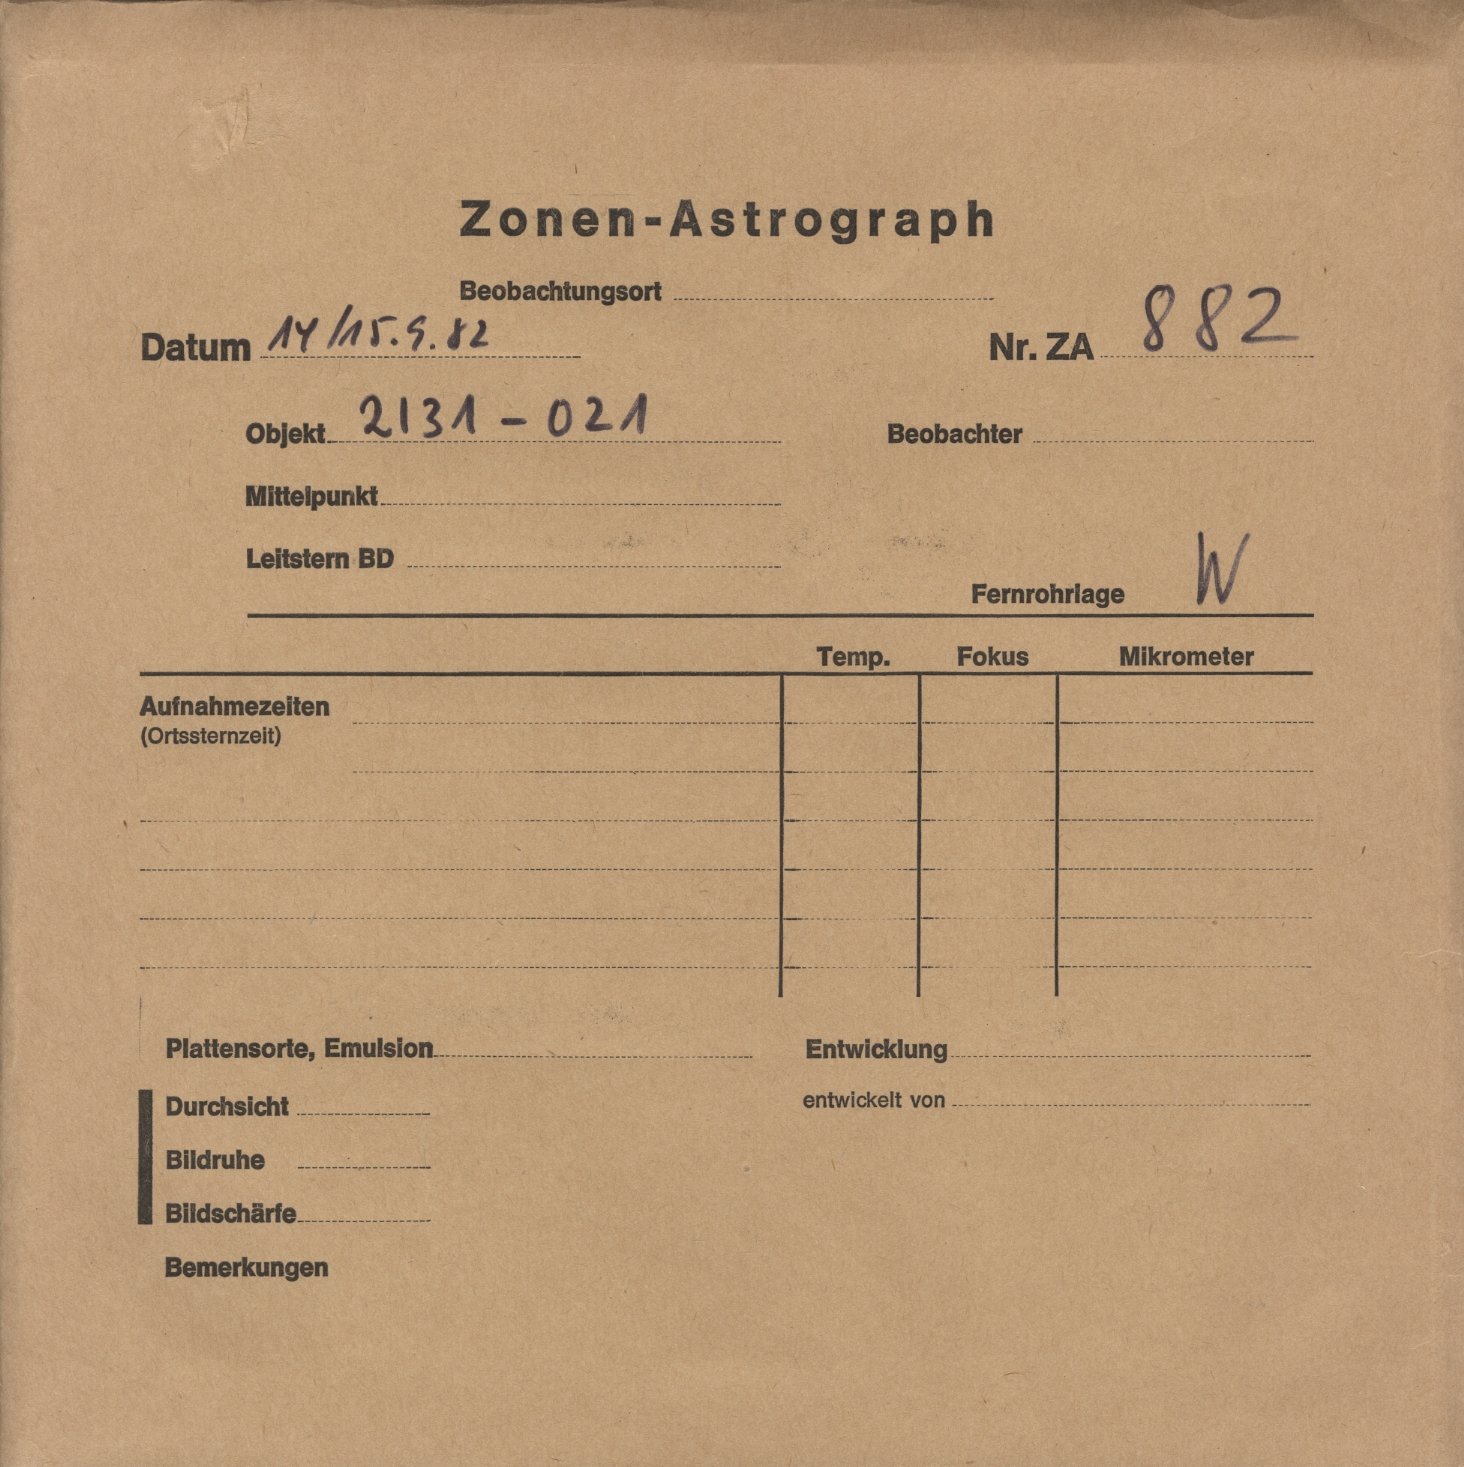 Zonen-Astrograph
Beobachtungsort
Datum 14/15.9.82
Nr. ZA 882
Objekt 2131-021
Beobachter
Mittelpunkt
Leitstern BD
Fernrohrlage W
Temp. Fokus Mikrometer
Aufnahmezeiten
(Ortssternzeit)
Plattensorte, Emulsion
Entwicklung
Durchsicht
entwickelt von
Bildruhe
Bildschärfe
Bemerkungen